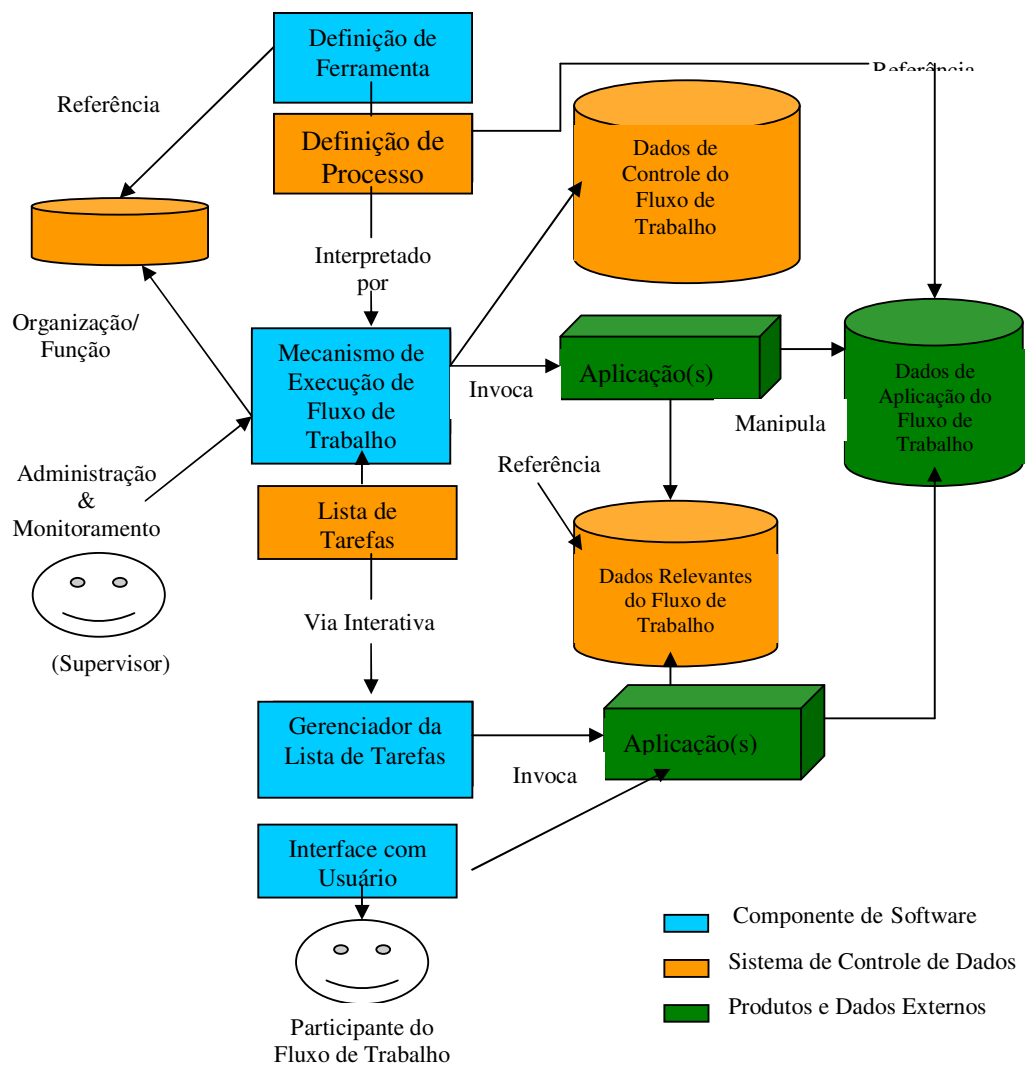 Definição de
Ferramenta
Referência
Referência
Definição de
Processo
Dados de
Controle do
Fluxo de
Trabalho
Interpretado
por
Organização/
Função
Mecanismo de
Execução de
Fluxo de
Trabalho
Invoca
Aplicação(s)
Manipula
Dados de
Aplicação do
Fluxo de
Trabalho
Referência
Administração
&
Monitoramento
Lista de
Tarefas
(Supervisor)
Dados Relevantes
do Fluxo de
Trabalho
Via Interativa
Gerenciador da
Lista de Tarefas
Invoca
Aplicação(s)
Interface com
Usuário
Participante do
Fluxo de Trabalho
Componente de Software
Sistema de Controle de Dados
Produtos e Dados Externos